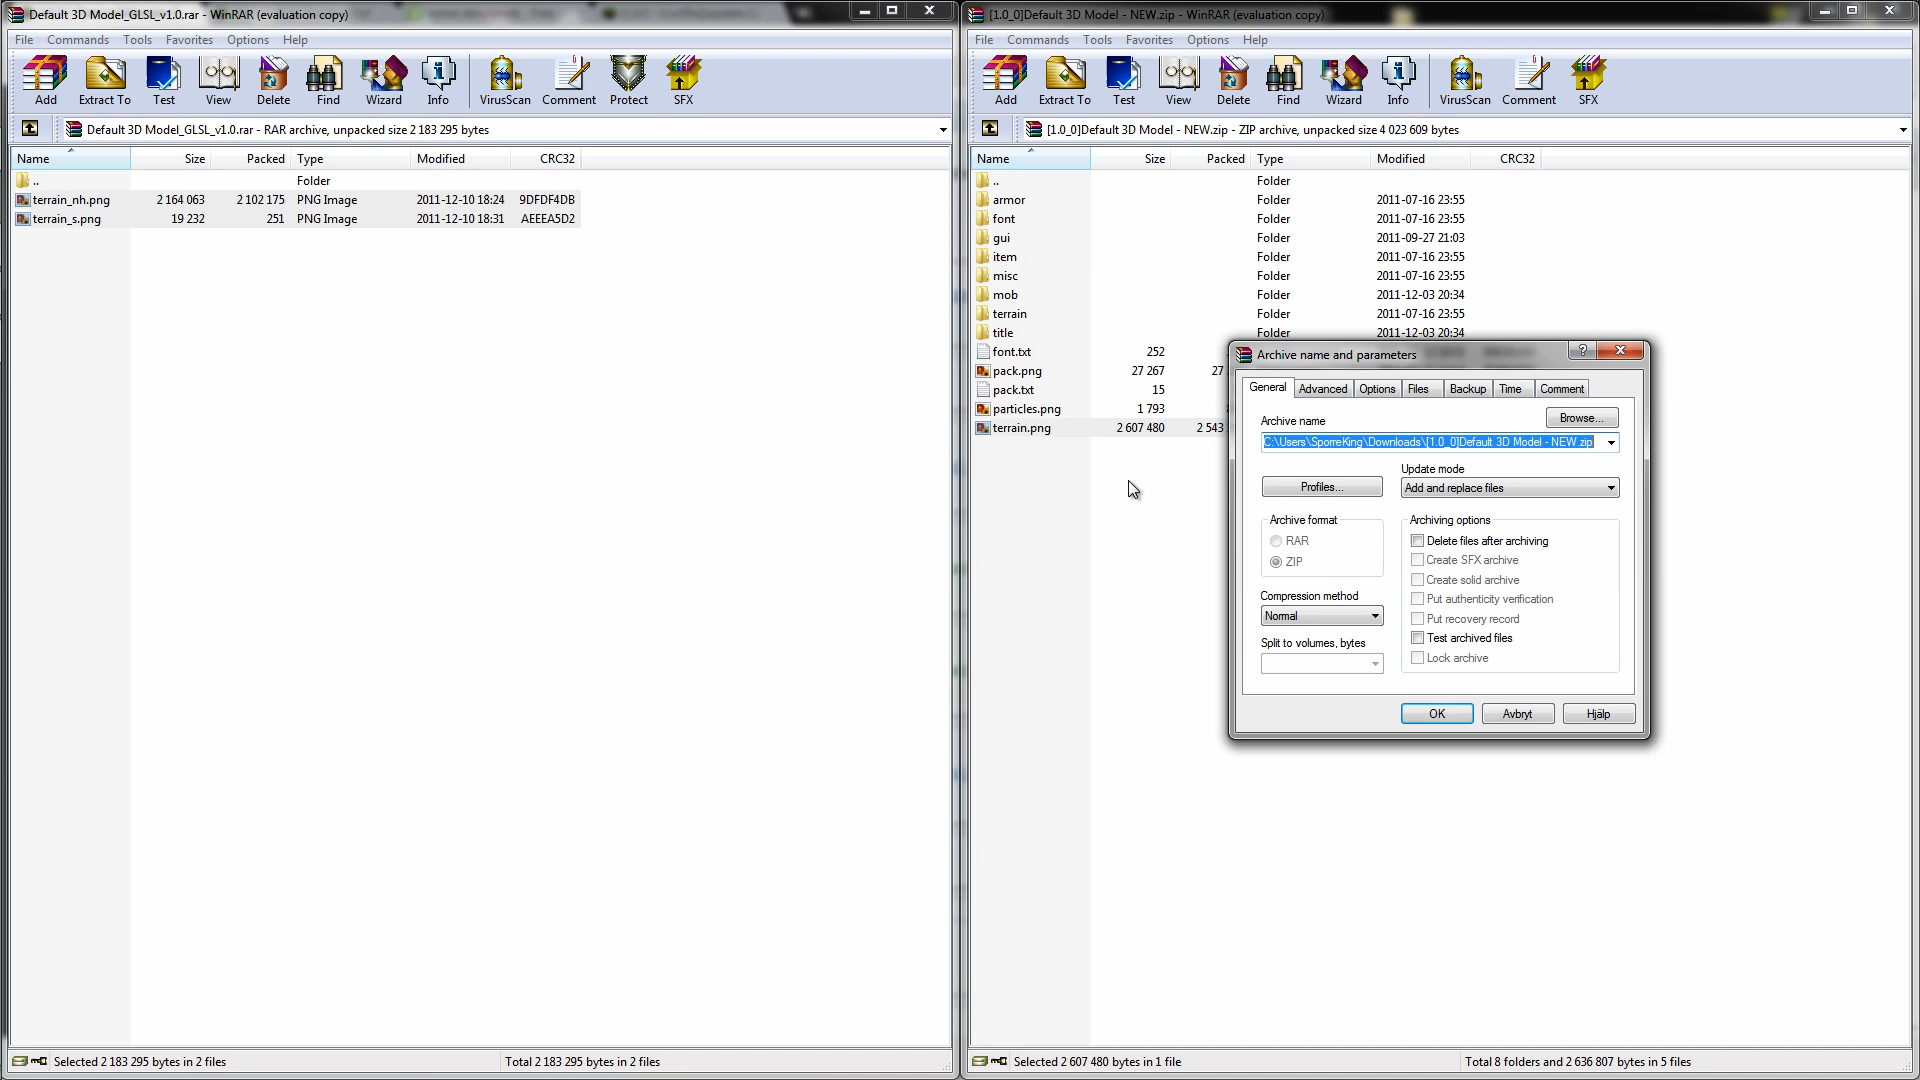 Default 3D Model_GLSL_v1.0.rar - WinRAR (evaluation copy)
File Commands Tools Favorites Options Help
Add Extract To Test View Delete Find Wizard Info VirusScan Comment Protect SFX
Default 3D Model_GLSL_v1.0.rar - RAR archive, unpacked size 2 183 295 bytes
Name Size Packed Type Modified CRC32
.. Folder
terrain_nh.png 2 164 063 2 102 175 PNG Image 2011-12-10 18:24 9DFDF4DB
terrain_s.png 19 232 251 PNG Image 2011-12-10 18:31 AEEEA5D2
Selected 2 183 295 bytes in 2 files
Total 2 183 295 bytes in 2 files
[1.0_0]Default 3D Model - NEW.zip - WinRAR (evaluation copy)
File Commands Tools Favorites Options Help
Add Extract To Test View Delete Find Wizard Info VirusScan Comment SFX
[1.0_0]Default 3D Model - NEW.zip - ZIP archive, unpacked size 4 023 609 bytes
Name Size Packed Type Modified CRC32
.. Folder
armor Folder 2011-07-16 23:55
font Folder 2011-07-16 23:55
gui Folder 2011-09-27 21:03
item Folder 2011-07-16 23:55
misc Folder 2011-07-16 23:55
mob Folder 2011-12-03 20:34
terrain Folder 2011-07-16 23:55
title Folder 2011-12-03 20:34
font.txt 252
pack.png 27 267 27
pack.txt 15
particles.png 1 793
terrain.png 2 607 480 2 543
Archive name and parameters
General Advanced Options Files Backup Time Comment
Archive name
Browse...
C:\Users\SporreKing\Downloads\[1.0_0]Default 3D Model - NEW.zip
Update mode
Profiles...
Add and replace files
Archive format
RAR
ZIP
Compression method
Normal
Split to volumes, bytes
Archiving options
Delete files after archiving
Create SFX archive
Create solid archive
Put authenticity verification
Put recovery record
Test archived files
Lock archive
OK Avbryt Hjälp
Selected 2 607 480 bytes in 1 file
Total 8 folders and 2 636 807 bytes in 5 files